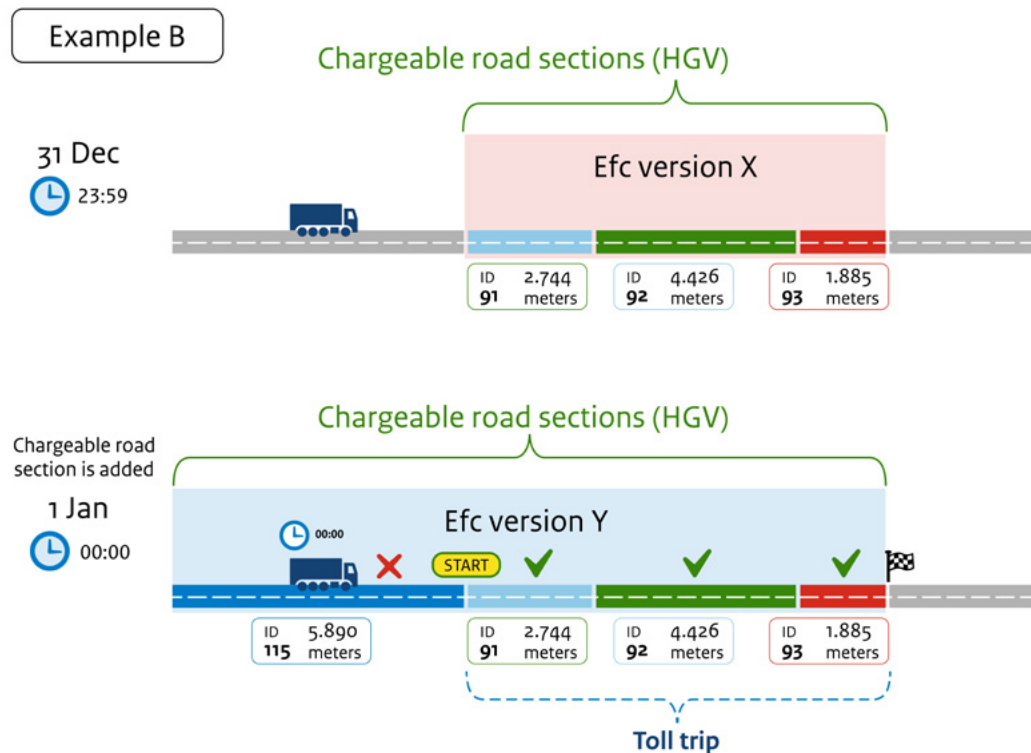 Example B
Chargeable road sections (HGV)
31 Dec
23:59
Efc version X
ID 2.744
91 meters
ID 4.426
92 meters
ID 1.885
93 meters
Chargeable road sections (HGV)
Chargeable road
section is added
1 Jan
00:00
Efc version Y
00:00
START
ID 5.890
115 meters
ID 2.744
91 meters
ID 4.426
92 meters
ID 1.885
93 meters
Toll trip